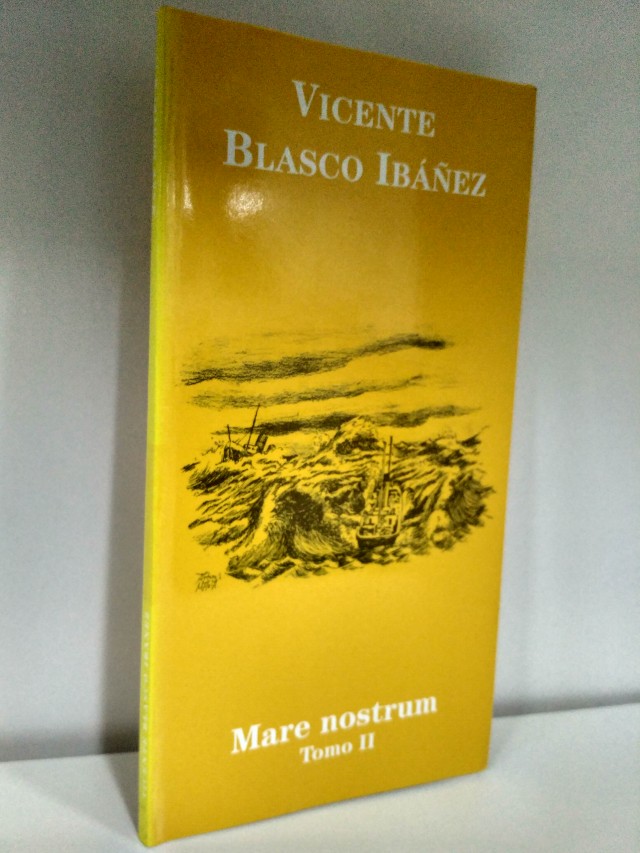 VICENTE
BLASCO IBÁÑEZ
Mare nostrum
Tomo II